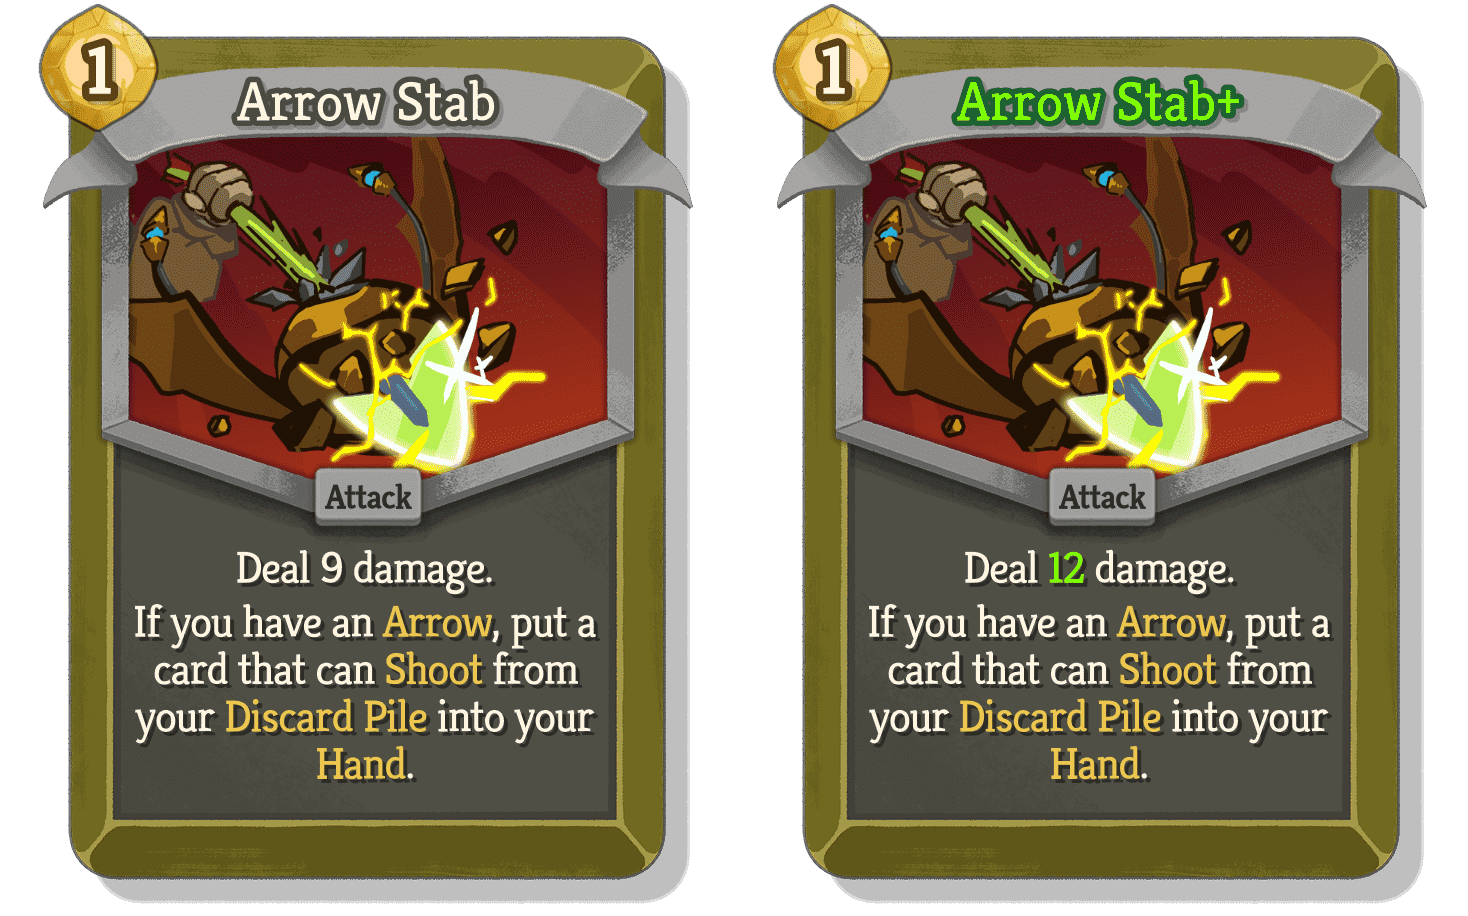 1
Arrow Stab
Attack
Deal 9 damage.
If you have an Arrow, put a
card that can Shoot from
your Discard Pile into your
Hand.
1
Arrow Stab+
Attack
Deal 12 damage.
If you have an Arrow, put a
card that can Shoot from
your Discard Pile into your
Hand.